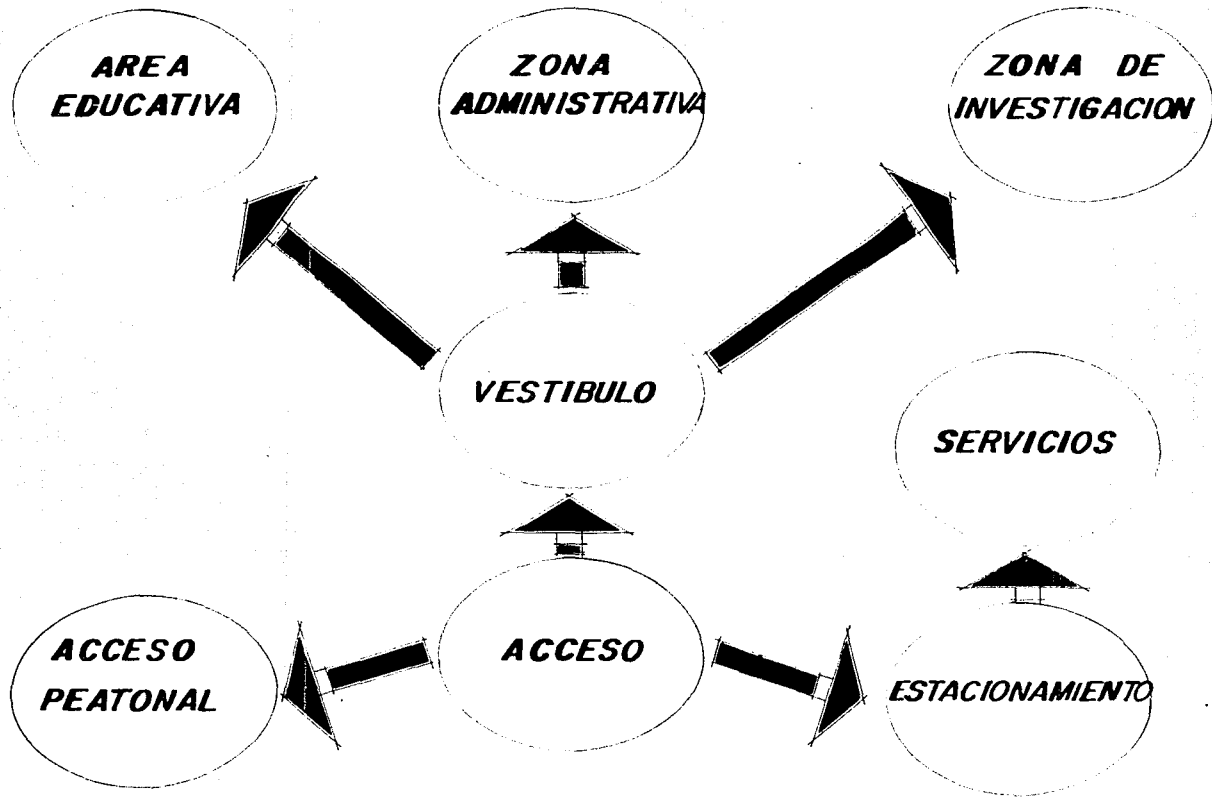 AREA
EDUCATIVA
ZONA
ADMINISTRATIVA
ZONA DE
INVESTIGACION
VESTIBULO
SERVICIOS
ACCESO
PEATONAL
ACCESO
ESTACIONAMIENTO